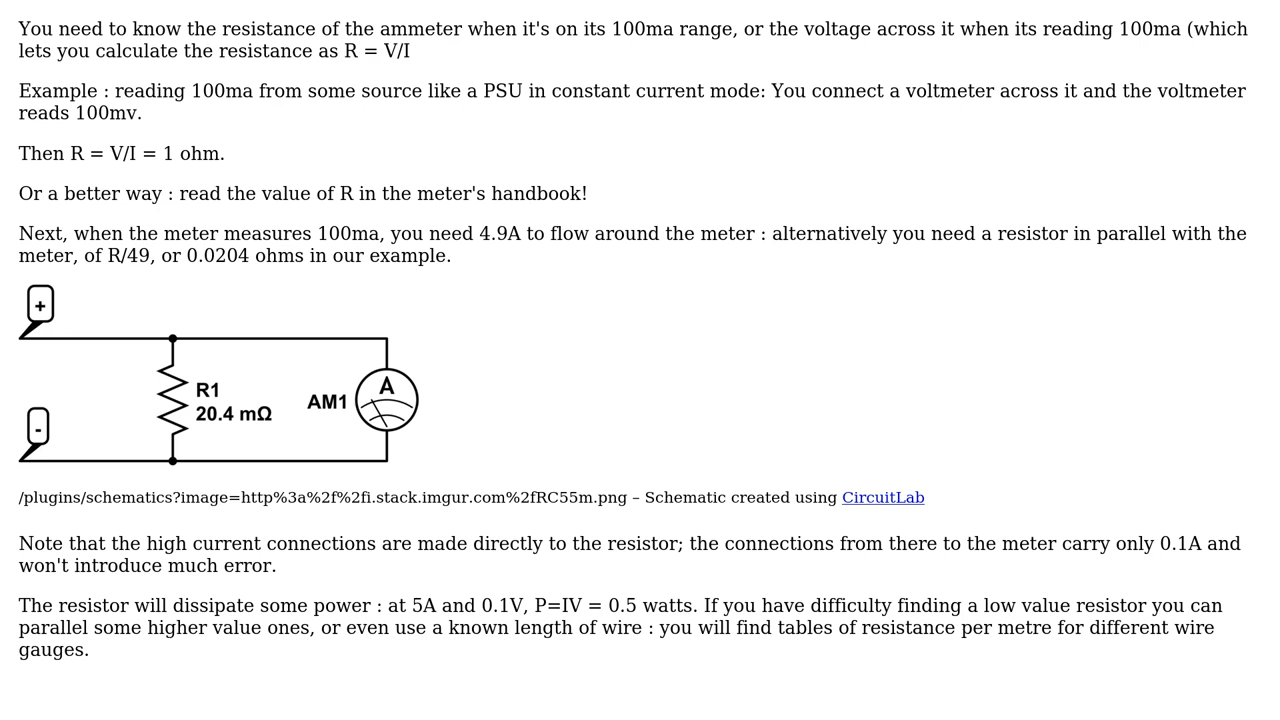 You need to know the resistance of the ammeter when it's on its 100ma range, or the voltage across it when its reading 100ma (which
lets you calculate the resistance as R = V/I
Example : reading 100ma from some source like a PSU in constant current mode: You connect a voltmeter across it and the voltmeter
reads 100mv.
Then R = V/I = 1 ohm.
Or a better way : read the value of R in the meter's handbook!
Next, when the meter measures 100ma, you need 4.9A to flow around the meter : alternatively you need a resistor in parallel with the
meter, of R/49, or 0.0204 ohms in our example.
+
R1
20.4 mΩ
AM1
A
-
/plugins/schematics?image=http%3a%2f%2fi.stack.imgur.com%2fRC55m.png – Schematic created using CircuitLab
Note that the high current connections are made directly to the resistor; the connections from there to the meter carry only 0.1A and
won't introduce much error.
The resistor will dissipate some power : at 5A and 0.1V, P=IV = 0.5 watts. If you have difficulty finding a low value resistor you can
parallel some higher value ones, or even use a known length of wire : you will find tables of resistance per metre for different wire
gauges.